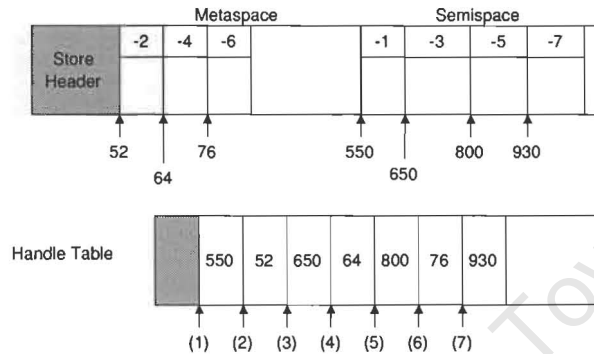 Metaspace Semispace
Store Header
-2 -4 -6 -1 -3 -5 -7
52 76 550 800 930
64 650
Handle Table
550 52 650 64 800 76 930
(1) (2) (3) (4) (5) (6) (7)
Tow